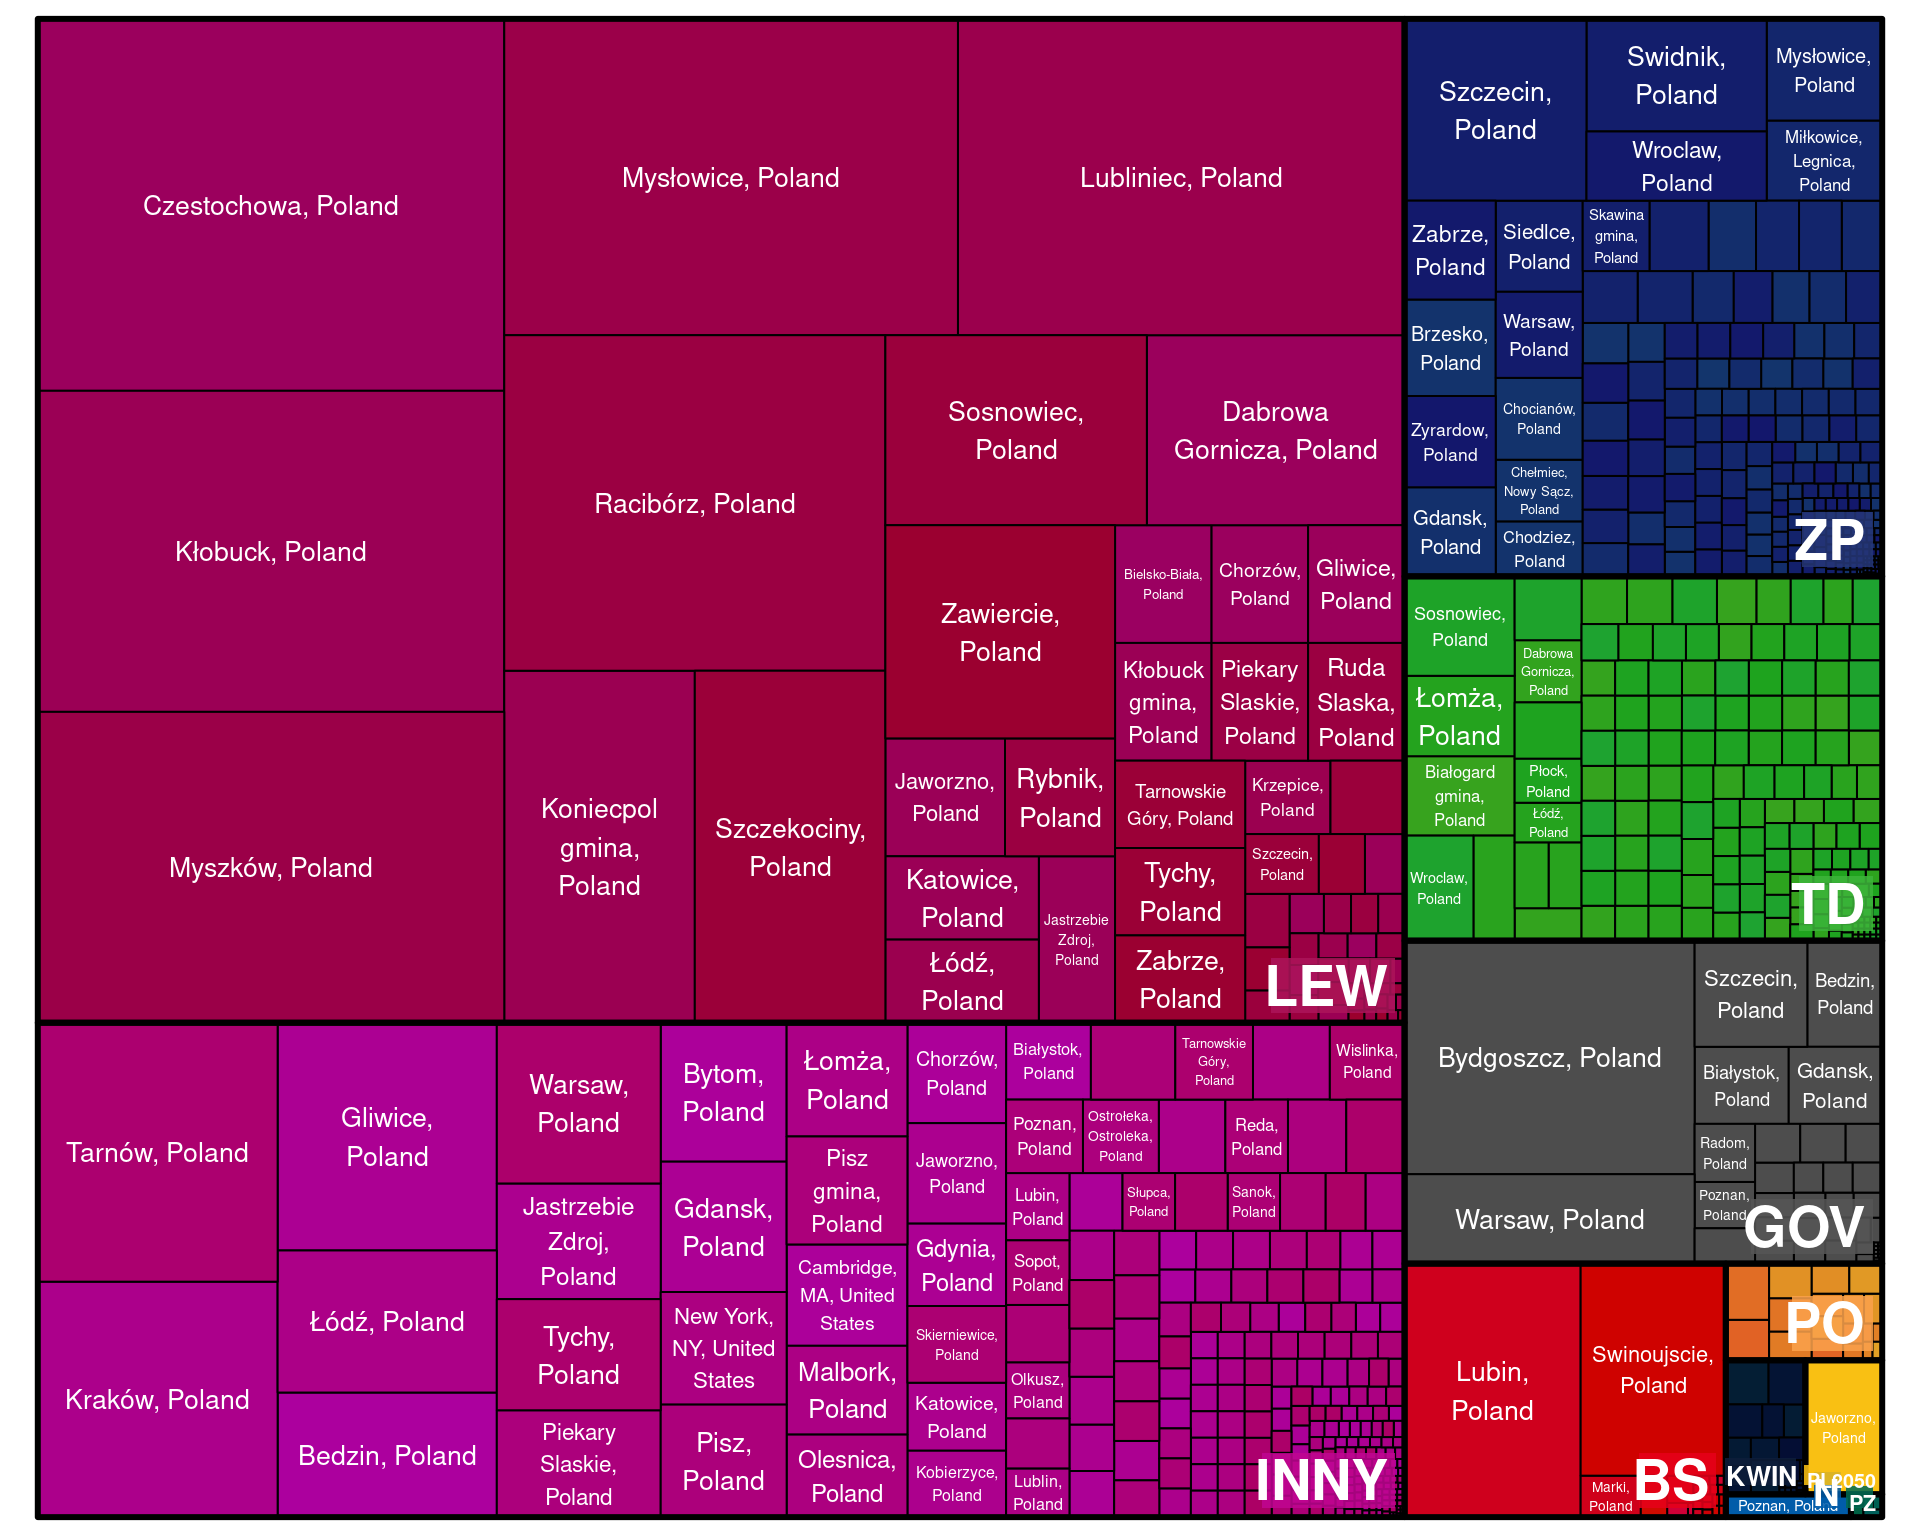 Czestochowa, Poland
Mysłowice, Poland
Lubliniec, Poland
Kłobuck, Poland
Myszków, Poland
Racibórz, Poland
Sosnowiec,
Poland
Dabrowa
Gornicza, Poland
Koniecpol
gmina,
Poland
Szczekociny,
Poland
Zawiercie,
Poland
Bielsko-Biała,
Poland
Chorzów,
Poland
Gliwice,
Poland
Kłobuck
gmina,
Poland
Piekary
Slaskie,
Poland
Ruda
Slaska,
Poland
Jaworzno,
Poland
Rybnik,
Poland
Katowice,
Poland
Łódź,
Poland
Jastrzebie
Zdroj,
Poland
Tarnowskie
Góry, Poland
Krzepice,
Poland
Tychy,
Poland
Szczecin,
Poland
Zabrze,
Poland
LEW
Tarnów, Poland
Kraków, Poland
Gliwice,
Poland
Łódź, Poland
Bedzin, Poland
Warsaw,
Poland
Jastrzebie
Zdroj,
Poland
Tychy,
Poland
Piekary
Slaskie,
Poland
Bytom,
Poland
Gdansk,
Poland
New York,
NY, United
States
Pisz,
Poland
Łomża,
Poland
Pisz
gmina,
Poland
Cambridge,
MA, United
States
Malbork,
Poland
Olesnica,
Poland
Chorzów,
Poland
Jaworzno,
Poland
Gdynia,
Poland
Skierniewice,
Poland
Katowice,
Poland
Kobierzyce,
Poland
Białystok,
Poland
Tarnowskie
Góry,
Poland
Wislinka,
Poland
Poznan,
Poland
Ostrołeka,
Ostroleka,
Poland
Reda,
Poland
Lubin,
Poland
Słupca,
Poland
Sanok,
Poland
Sopot,
Poland
Olkusz,
Poland
Lublin,
Poland
INNY
Szczecin,
Poland
Swidnik,
Poland
Mysłowice,
Poland
Wroclaw,
Poland
Miłkowice,
Legnica,
Poland
Zabrze,
Poland
Siedlce,
Poland
Skawina
gmina,
Poland
Brzesko,
Poland
Warsaw,
Poland
Zyrardow,
Poland
Chocianów,
Poland
Chełmiec,
Nowy Sącz,
Poland
Gdansk,
Poland
Chodziez,
Poland
ZP
Sosnowiec,
Poland
Dabrowa
Gornicza,
Poland
Łomża,
Poland
Białogard
gmina,
Poland
Płock,
Poland
Łódź,
Poland
Wroclaw,
Poland
TD
Bydgoszcz, Poland
Szczecin,
Poland
Bedzin,
Poland
Białystok,
Poland
Gdansk,
Poland
Radom,
Poland
Poznan,
Poland
Warsaw, Poland
GOV
Lubin,
Poland
Swinoujscie,
Poland
Marki,
Poland
BS
PO
KWIN
Jaworzno,
Poland
PL2050
N
Poznan, Poland
PZ